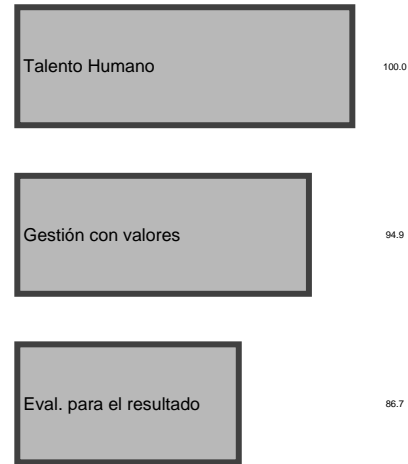 Talento Humano 100.0
Gestión con valores 94.9
Eval. para el resultado 86.7